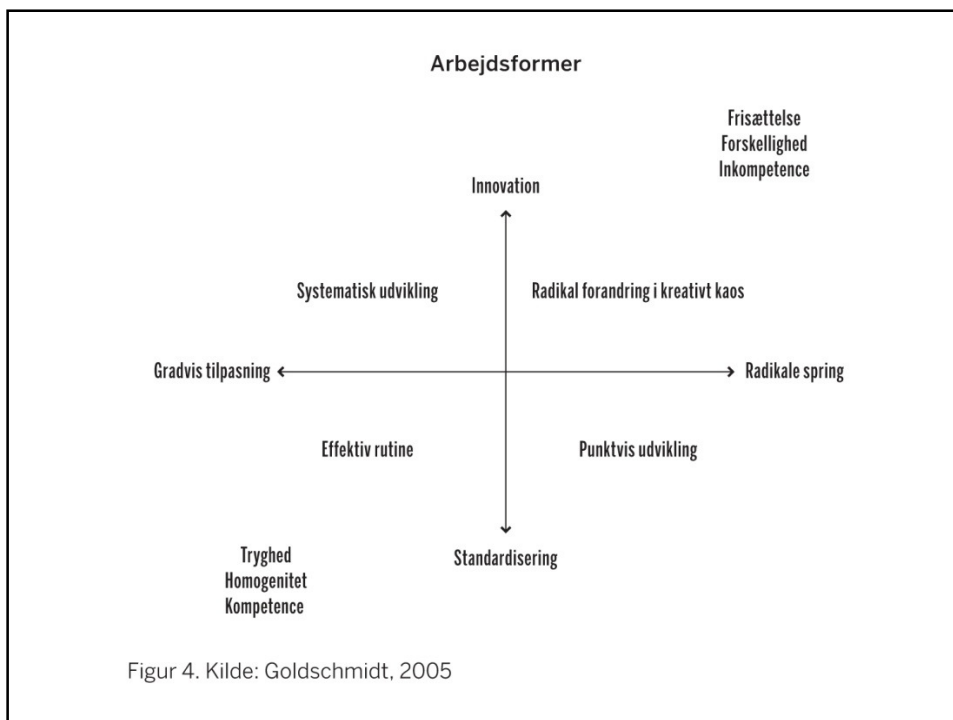 Arbejdsformer
Frisættelse
Forskellighed
Inkompetence
Innovation
Systematisk udvikling
Radikal forandring i kreativt kaos
Gradvis tilpasning
Radikale spring
Effektiv rutine
Punktvis udvikling
Tryghed
Homogenitet
Kompetence
Standardisering
Figur 4. Kilde: Goldschmidt, 2005